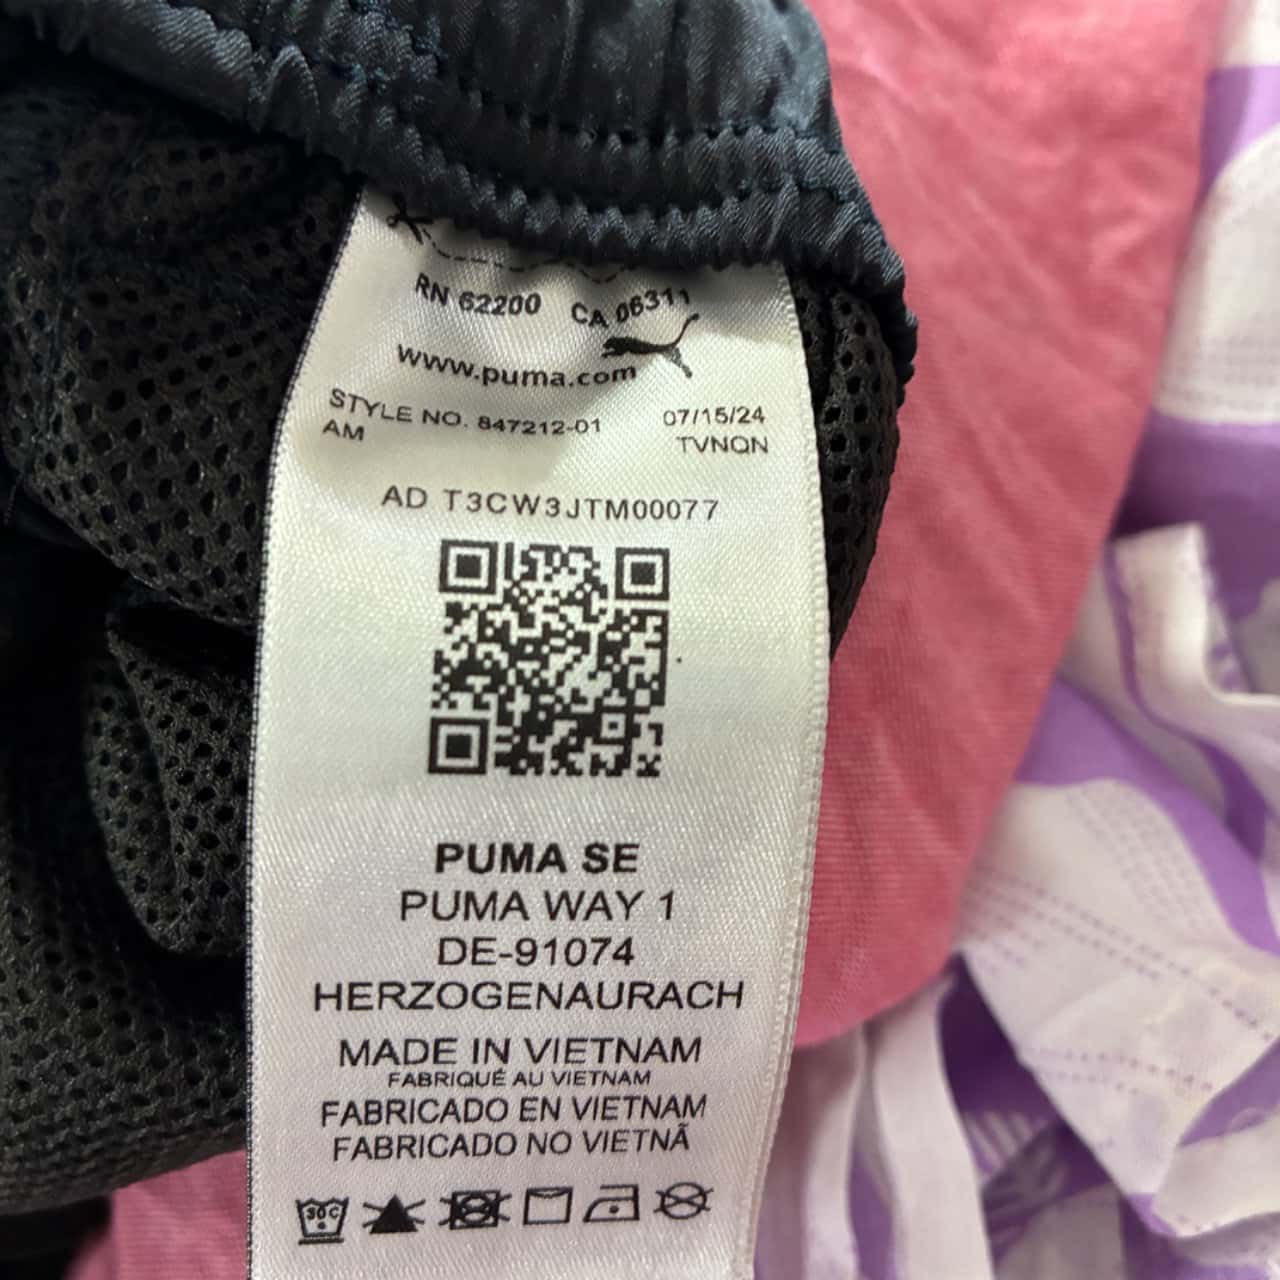 RN 62200 CA 06311
www.puma.com
STYLE NO. 847212-01 07/15/24
AM TVNQN
AD T3CW3JTM00077
PUMA SE
PUMA WAY 1
DE-91074
HERZOGENAURACH
MADE IN VIETNAM
FABRIQUÉ AU VIETNAM
FABRICADO EN VIETNAM
FABRICADO NO VIETNÃ
30C